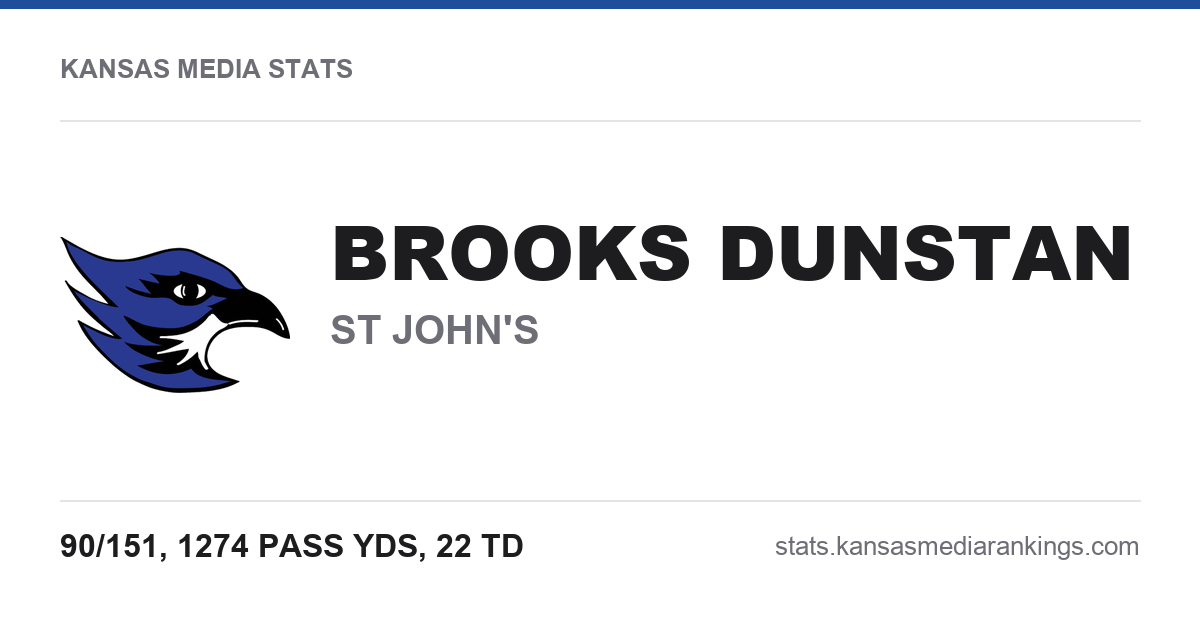 KANSAS MEDIA STATS
BROOKS DUNSTAN
ST JOHN'S
90/151, 1274 PASS YDS, 22 TD
stats.kansasmediarankings.com